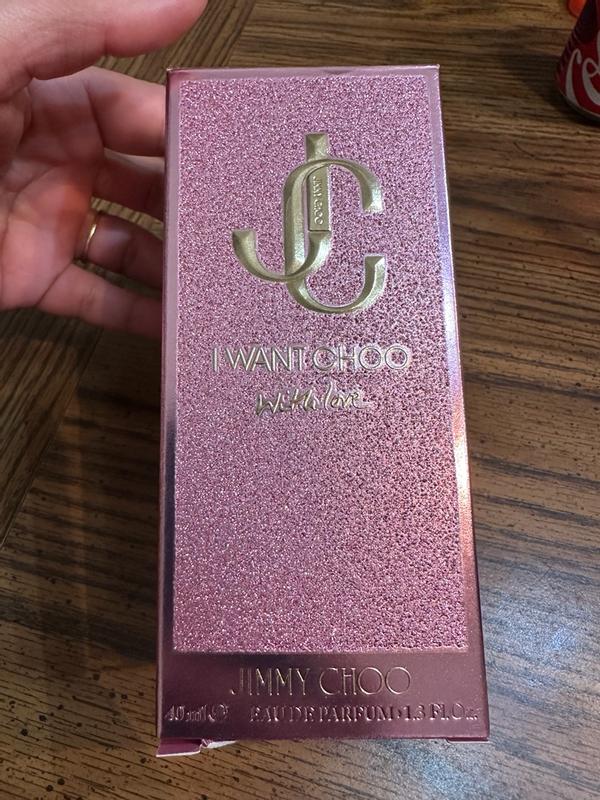 JC
JIMMY CHOO
I WANT CHOO
With love
JIMMY CHOO
40 ml ℮ EAU DE PARFUM • 1.3 Fl.Oz.